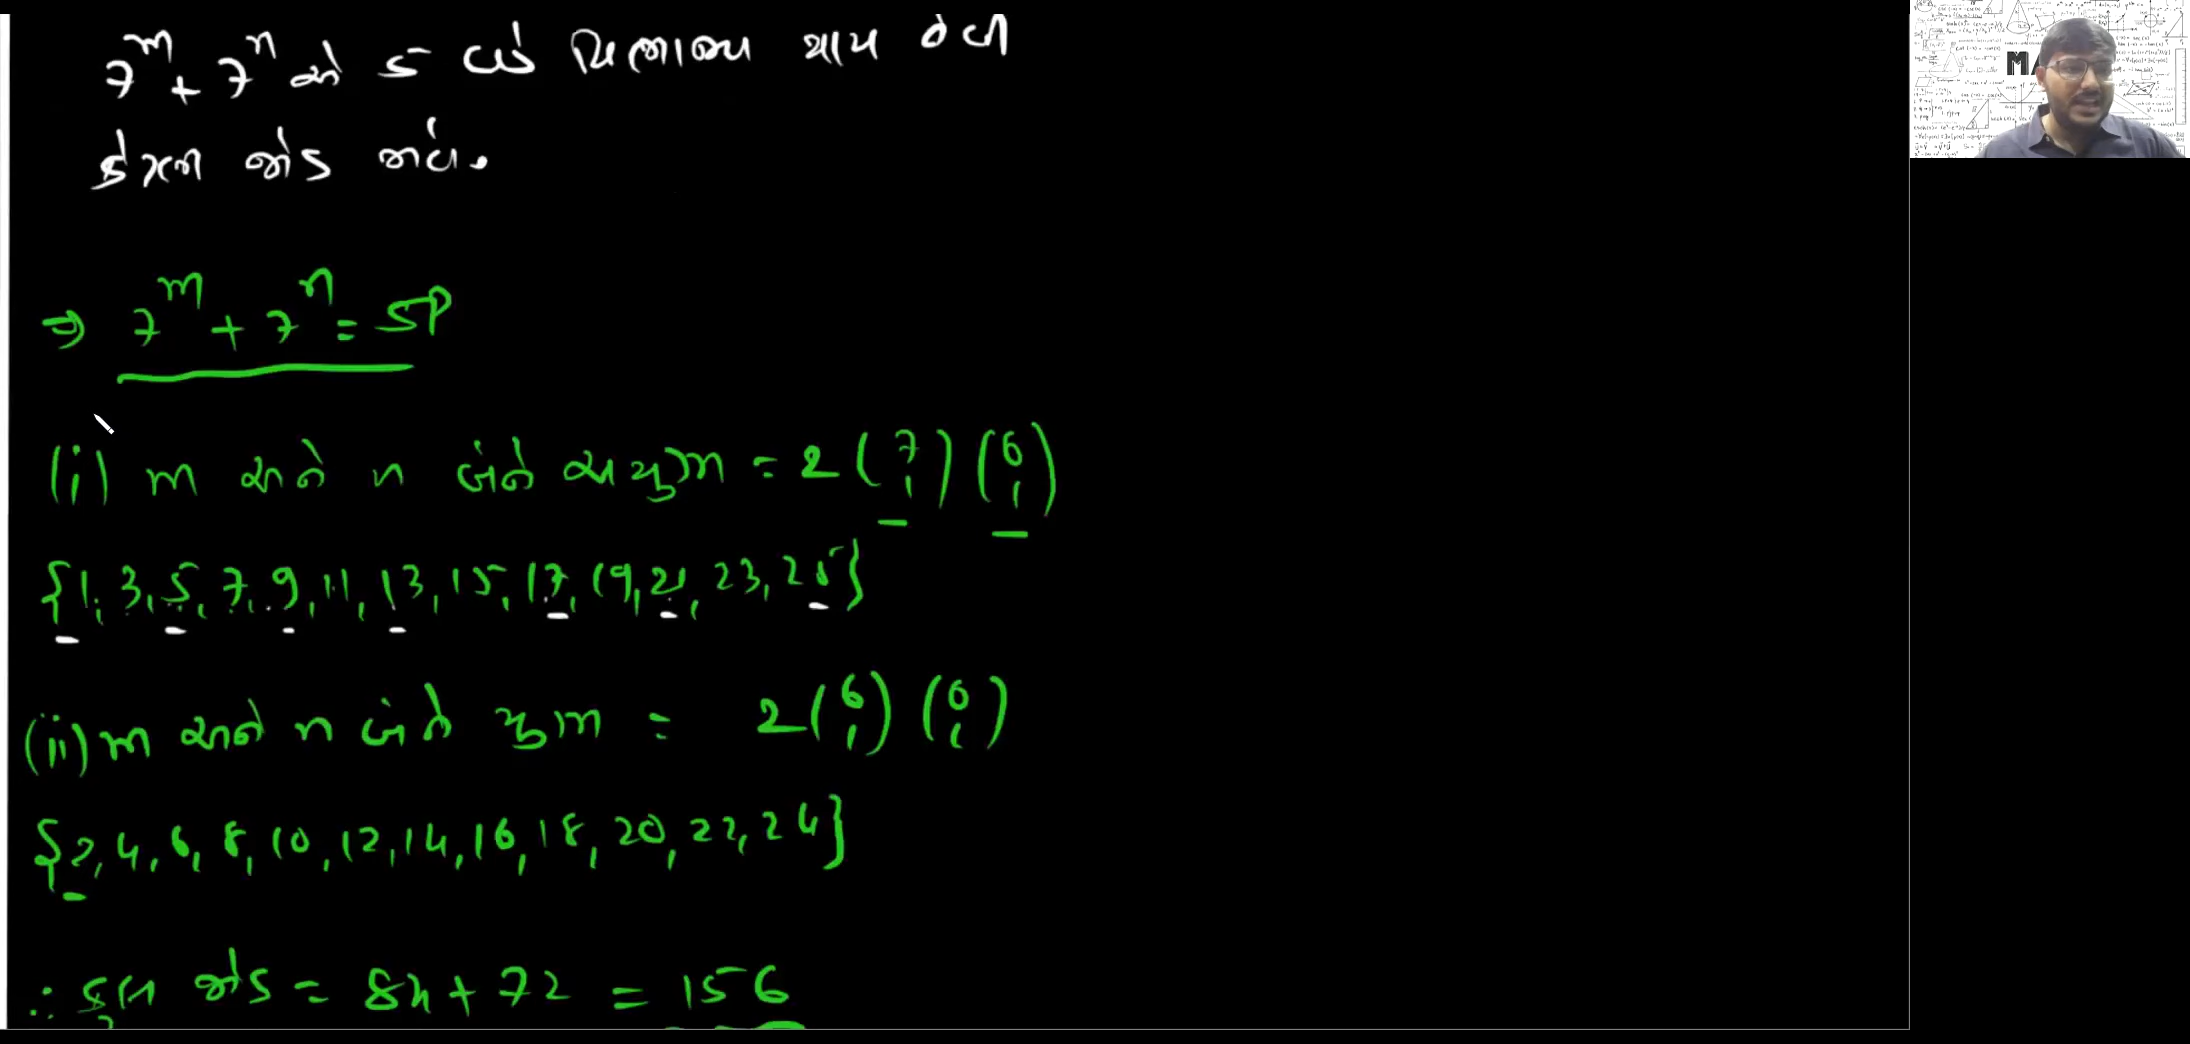 7^m + 7^n એ 5 વડે વિભાજ્ય થાય તેવી
કેટલી જોડ મળે.
⇒ 7^m + 7^n = 5P
(i) m અને n બંને અયુગ્મ = 2 (7 1) (6 1)
{1, 3, 5, 7, 9, 11, 13, 15, 17, 19, 21, 23, 25}
(ii) m અને n બંને યુગ્મ = 2 (6 1) (6 1)
{2, 4, 6, 8, 10, 12, 14, 16, 18, 20, 22, 24}
∴ કુલ જોડ = 84 + 72 = 156